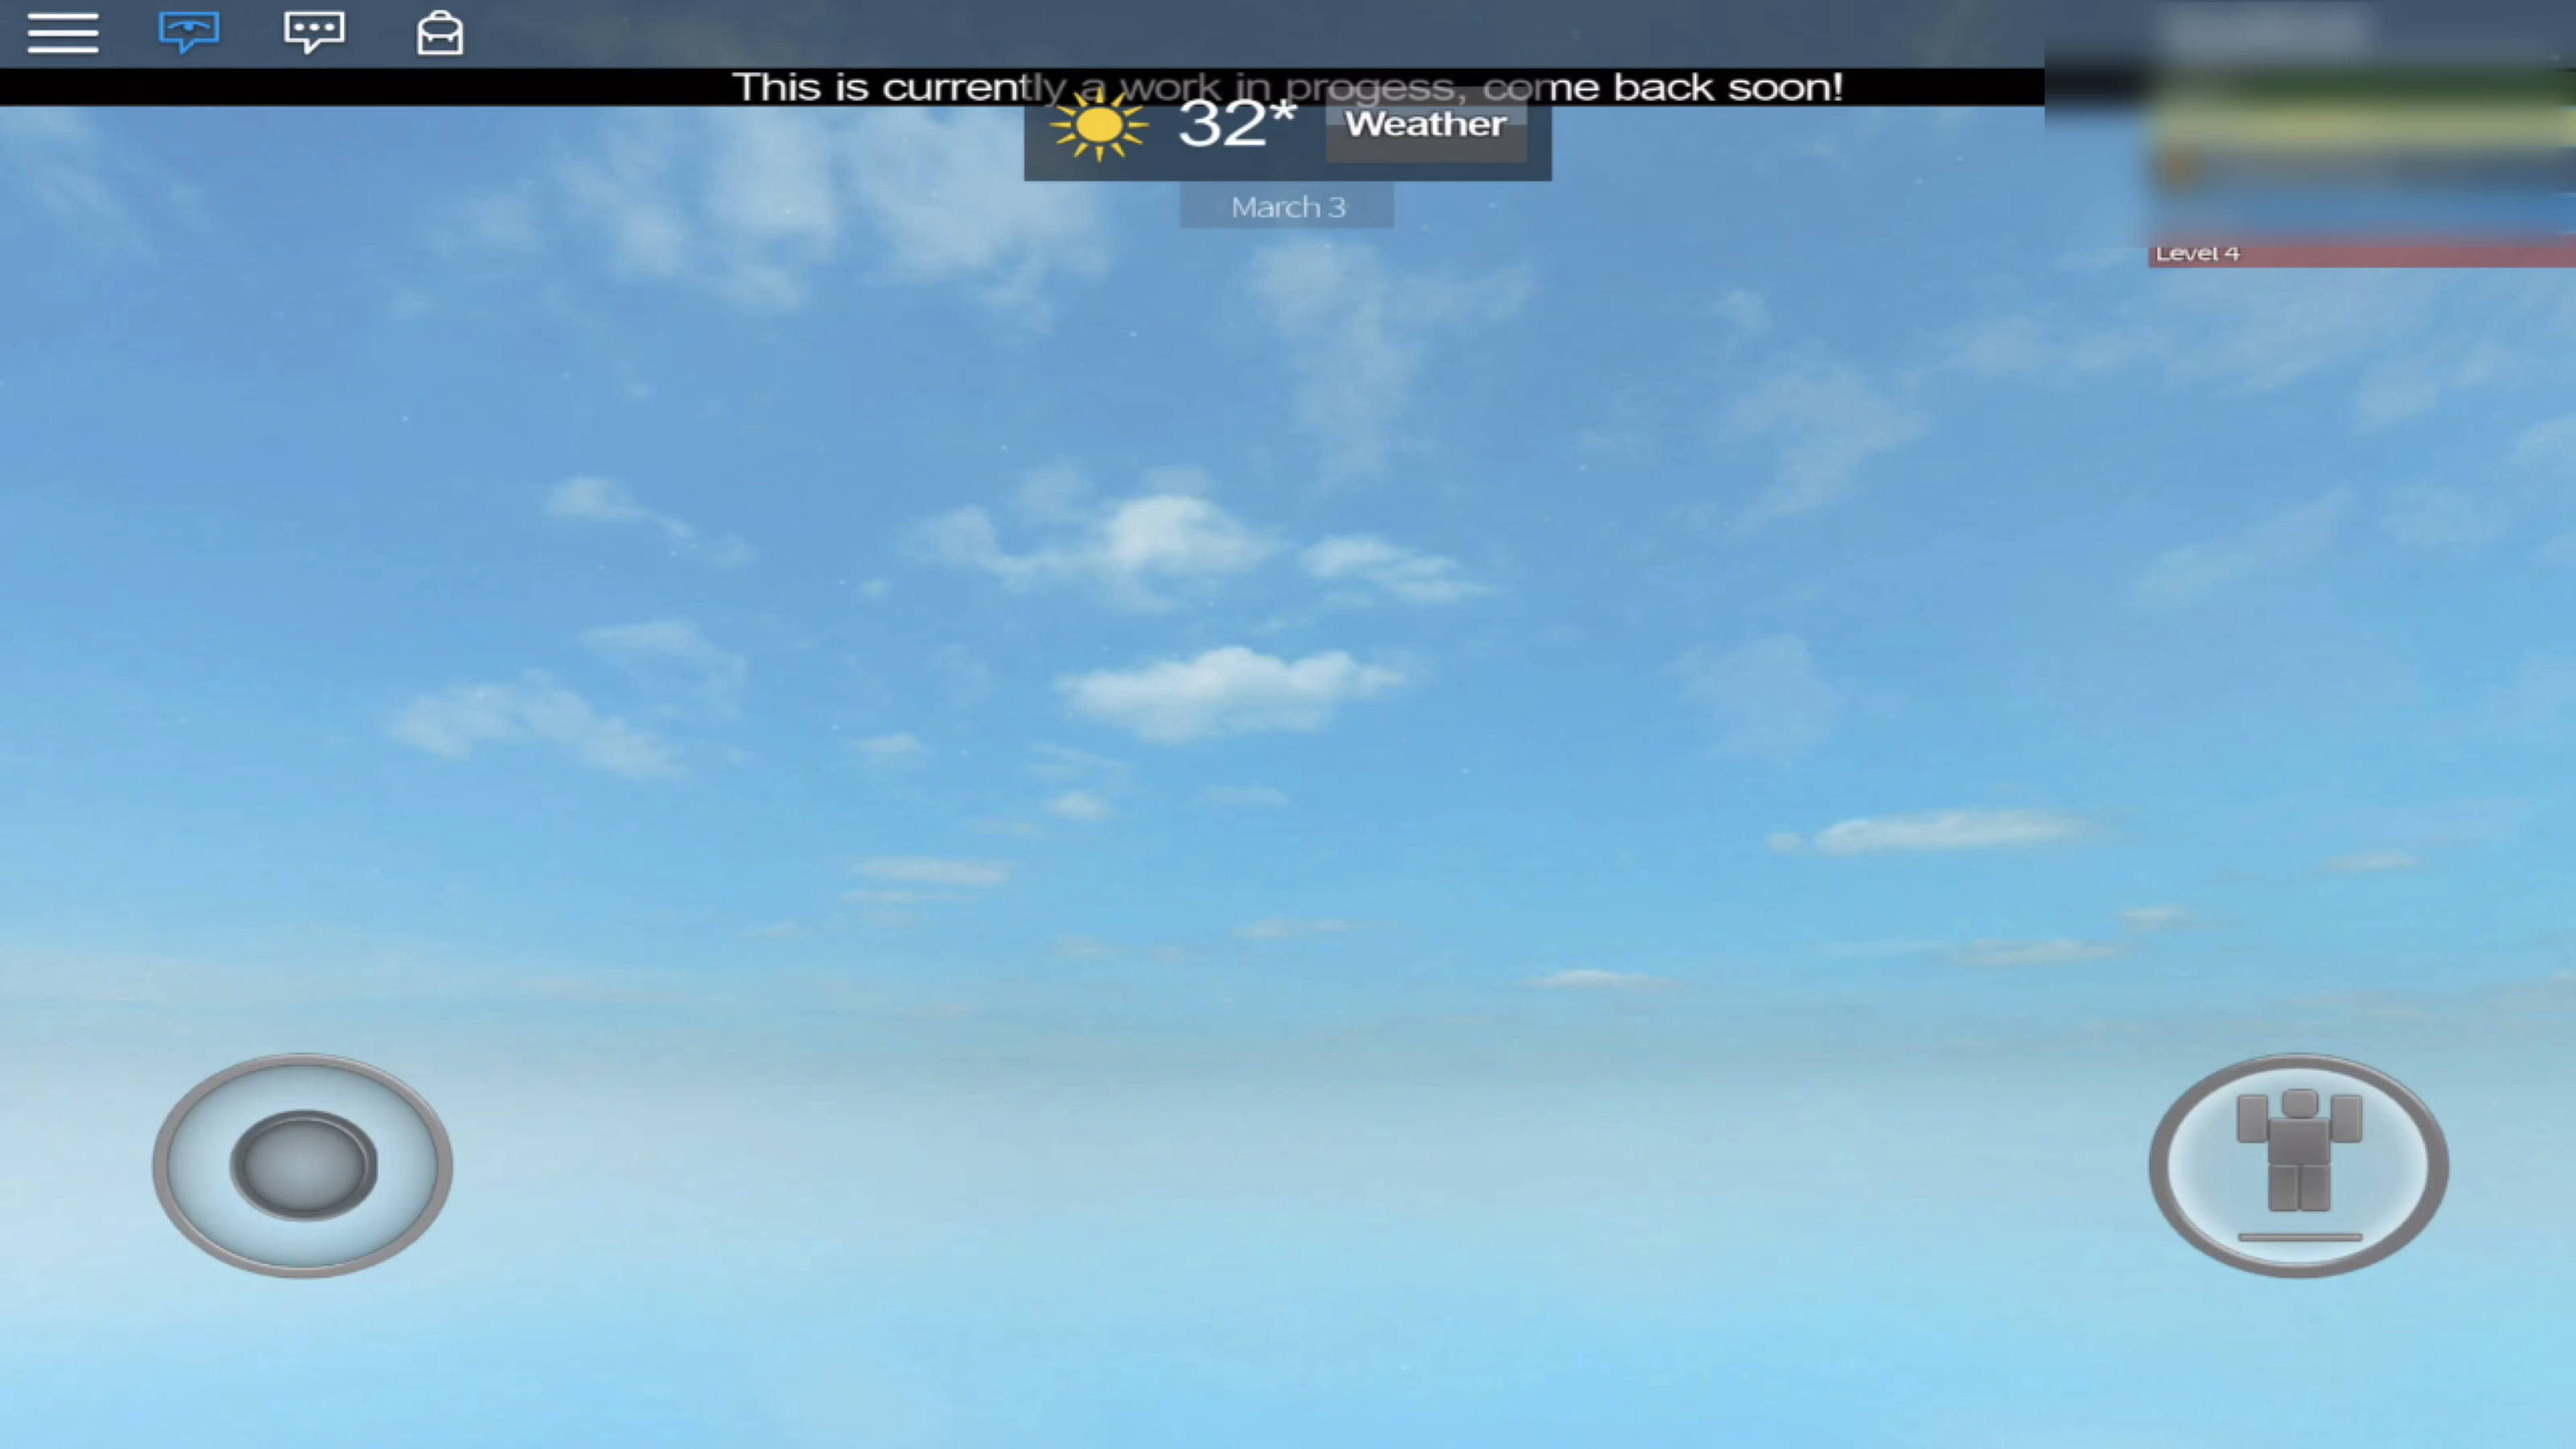 This is currently a work in progess, come back soon!
32* Weather
March 3
Level 4